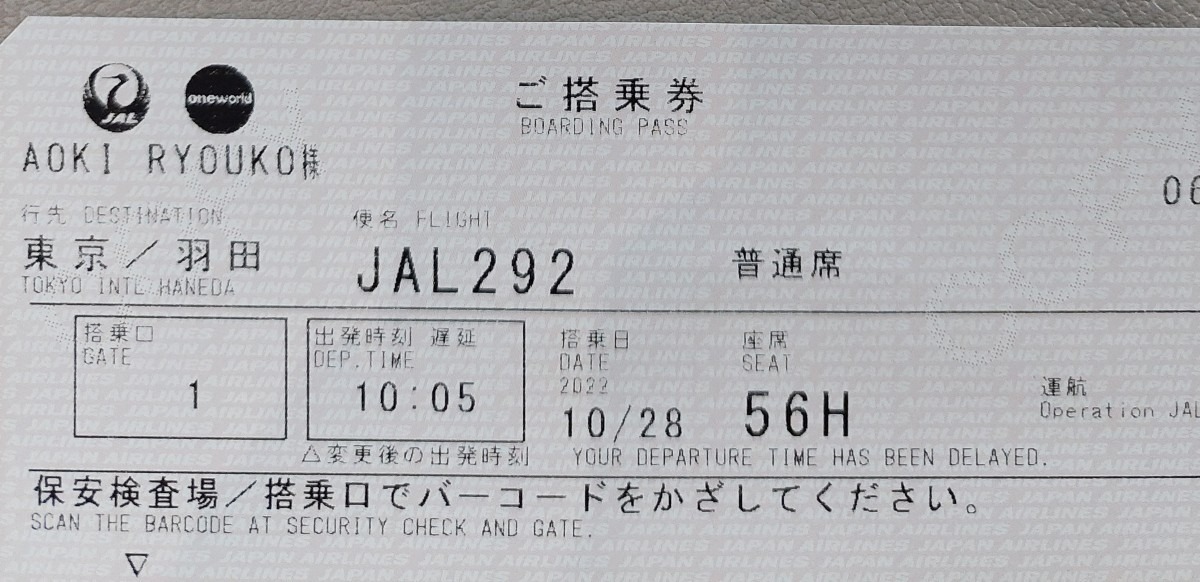 JAL oneworld
ご搭乗券
BOARDING PASS
AOKI RYOUKO様
06
行先 DESTINATION 便名 FLIGHT
東京／羽田 JAL292 普通席
TOKYO INTL HANEDA
搭乗口 出発時刻 遅延 搭乗日 座席
GATE DEP.TIME DATE SEAT
2022 運航
1 10:05 10/28 56H Operation JAL
△変更後の出発時刻 YOUR DEPARTURE TIME HAS BEEN DELAYED.
保安検査場／搭乗口でバーコードをかざしてください。
SCAN THE BARCODE AT SECURITY CHECK AND GATE.
▽